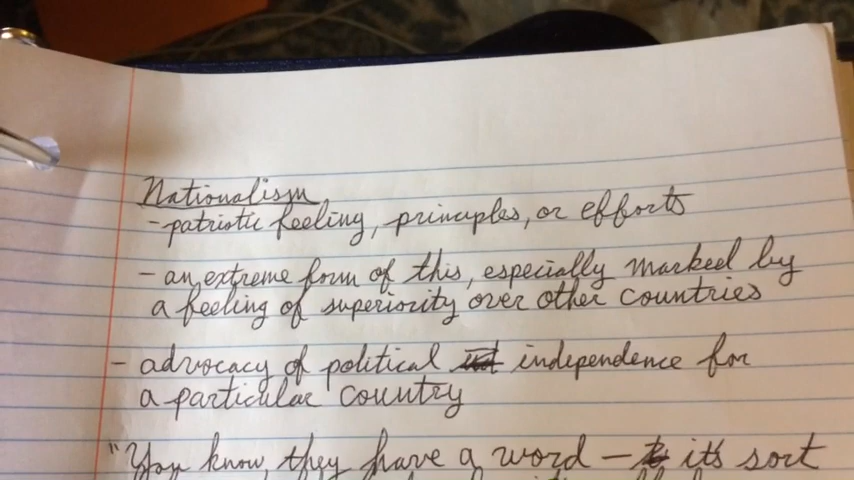 Nationalism
-patriotic feeling, principles, or efforts
- an extreme form of this, especially marked by
a feeling of superiority over other countries
- advocacy of political independence for
a particular country
"You know, they have a word – it's sort